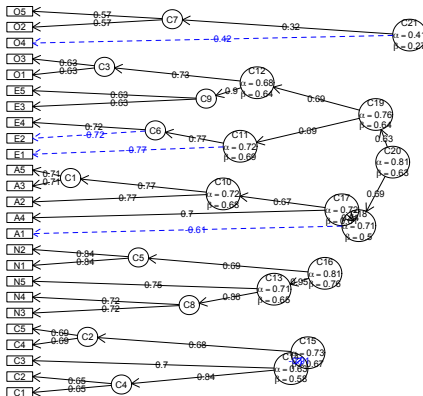 O5
0.57
C7
O2
0.57
0.32
C21
α = 0.41
O4
0.42
O3
0.63
C3
O1
0.63
0.73
C12
α = 0.68
β = 0.64
E5
0.63
C9
E3
0.63
0.69
C19
α = 0.76
β = 0.64
E4
0.72
C6
E2
0.72
0.77
C11
α = 0.72
β = 0.69
0.69
E1
0.77
0.63
C20
α = 0.81
β = 0.63
A5
0.71
C1
A3
0.71
0.77
C10
α = 0.72
β = 0.68
A2
0.77
0.67
C17
α = 0.72
0.69
A4
0.7
α = 0.71
β = 0.5
A1
0.61
N2
0.84
C5
N1
0.84
0.69
C16
α = 0.81
β = 0.76
N5
0.75
C13
α = 0.71
β = 0.65
0.95
N4
0.72
C8
0.86
N3
0.72
C5
0.69
C2
C4
0.69
0.68
C15
α = 0.73
C3
0.7
α = 0.63
β = 0.58
C2
0.65
C4
0.84
C1
0.65